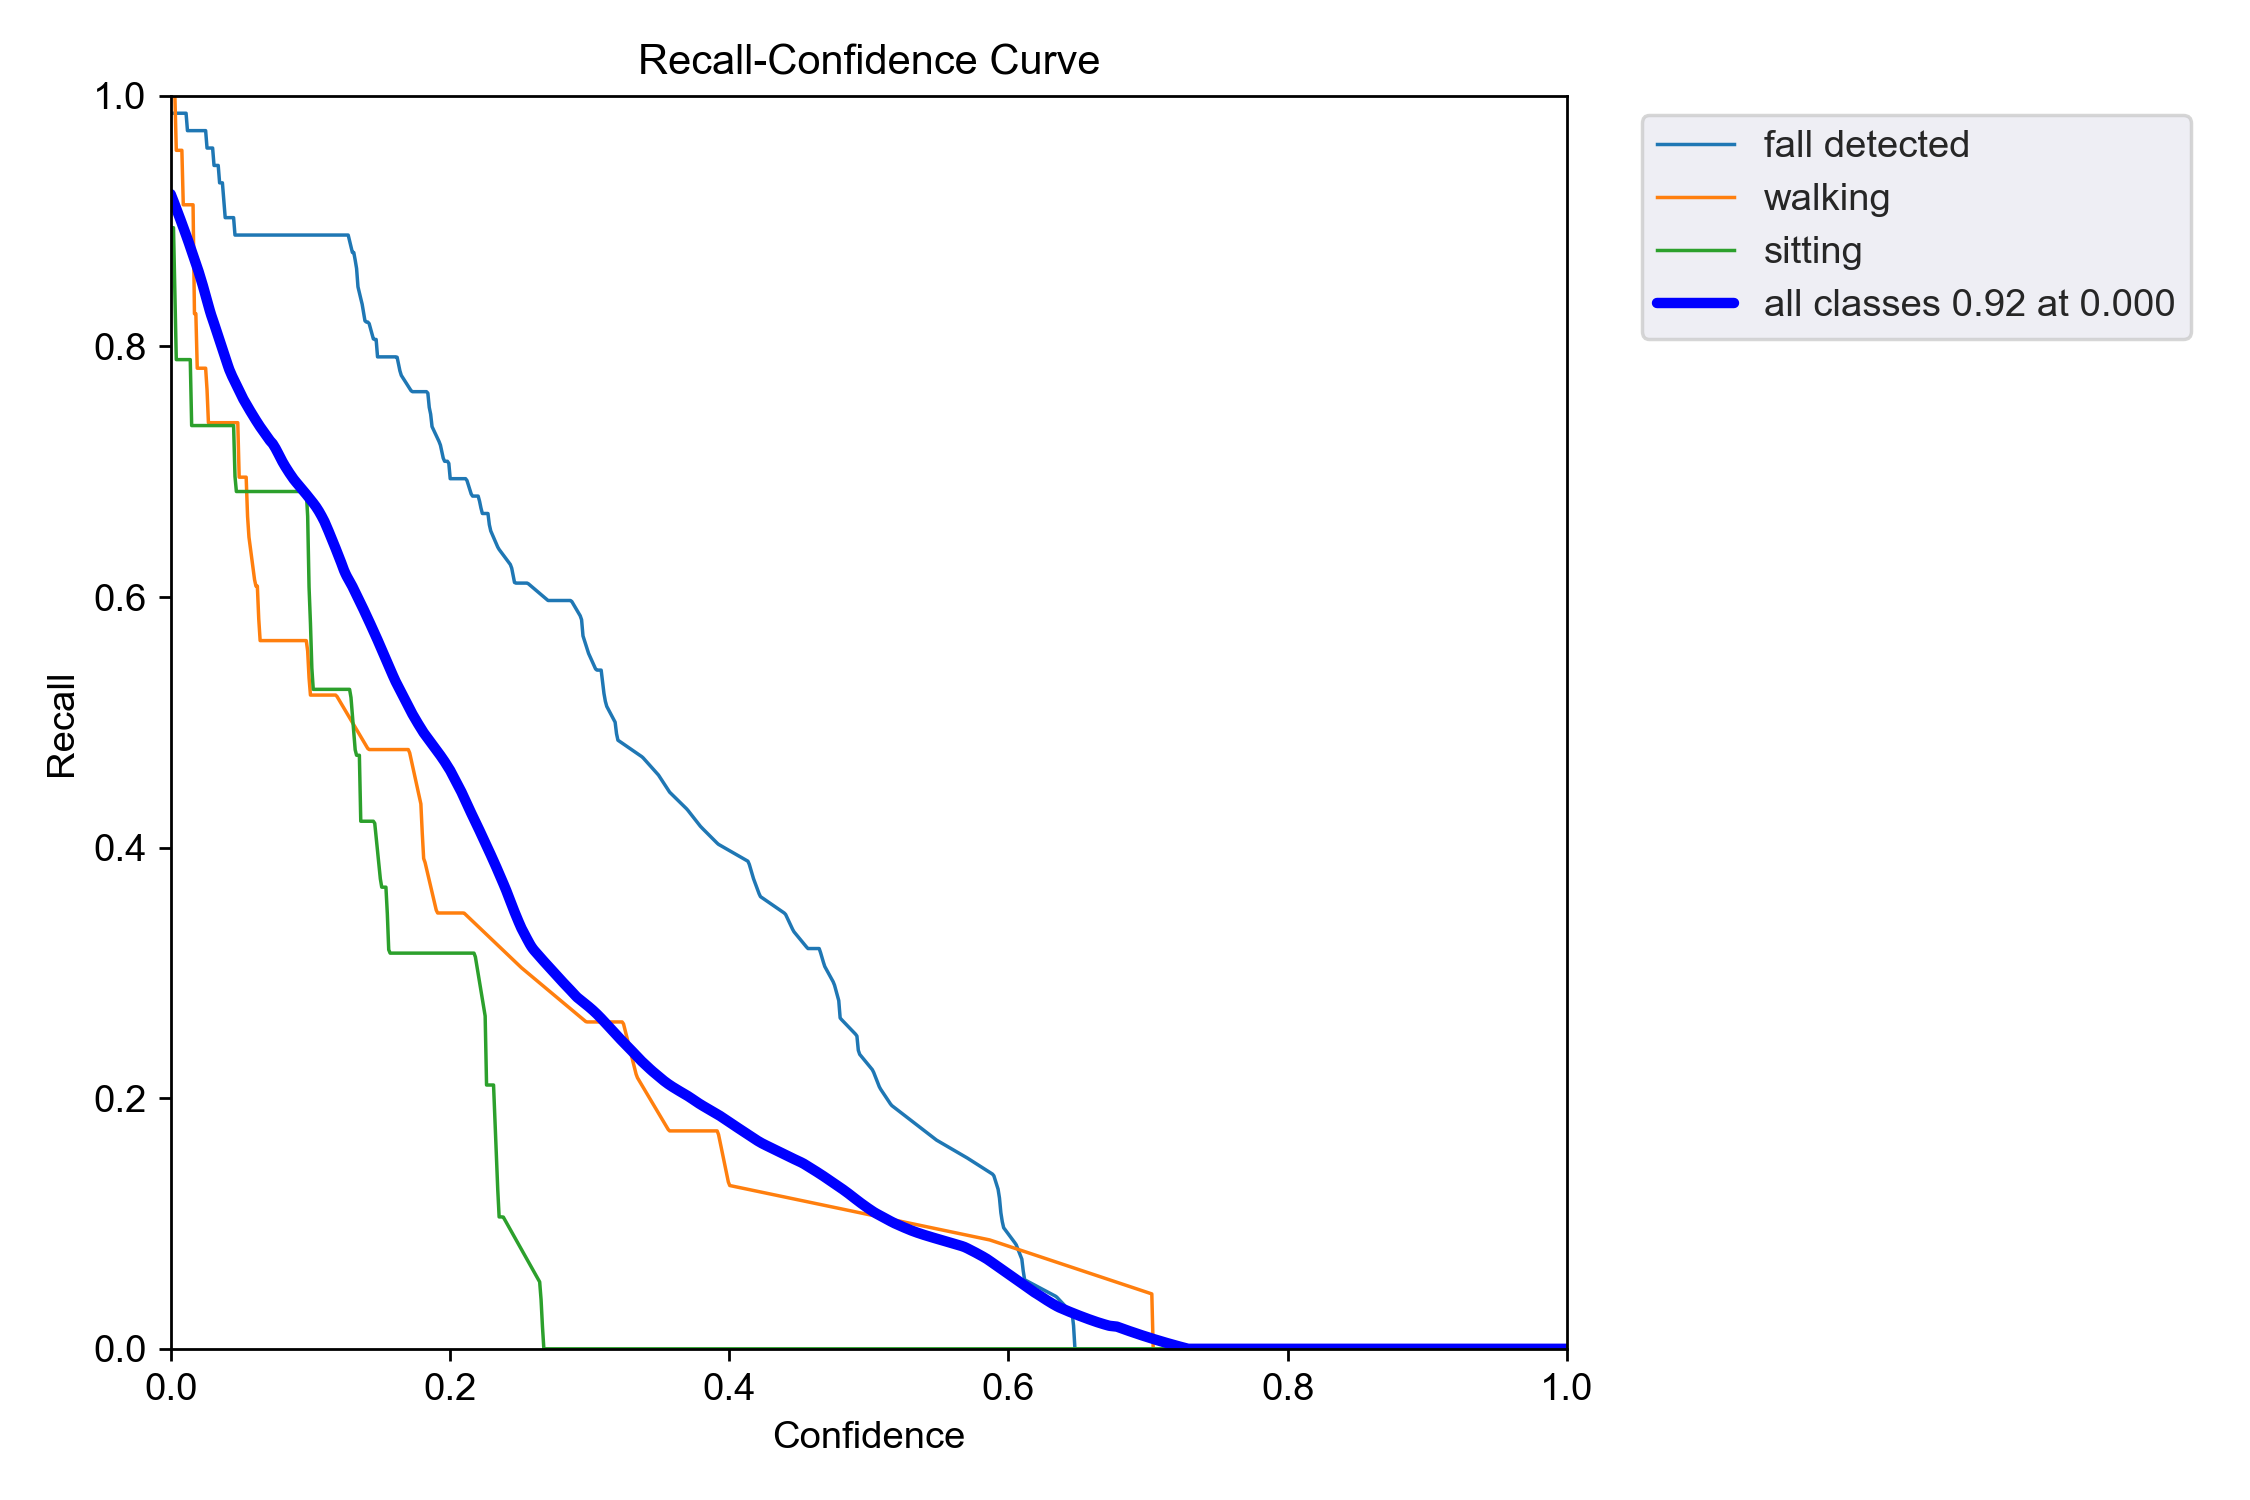 Recall-Confidence Curve
1.0
0.8
0.6
0.4
0.2
0.0
Recall
0.0 0.2 0.4 0.6 0.8 1.0
Confidence
fall detected
walking
sitting
all classes 0.92 at 0.000